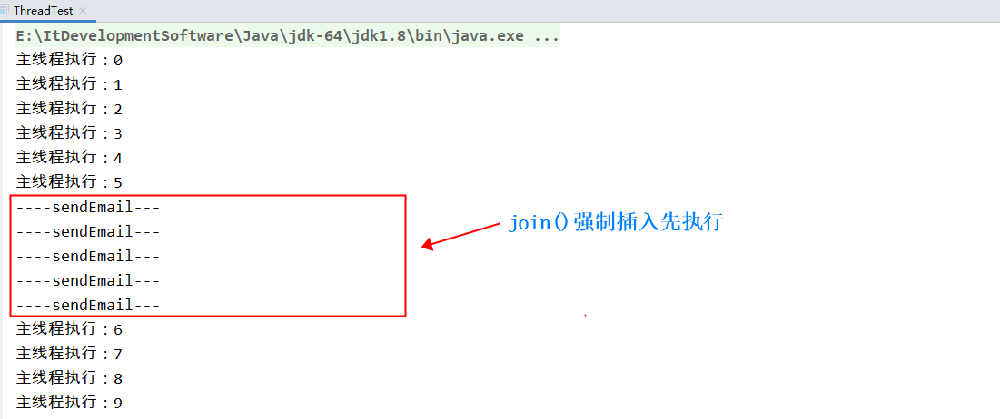 ThreadTest
E:\ItDevelopmentSoftware\Java\jdk-64\jdk1.8\bin\java.exe ...
主线程执行：0
主线程执行：1
主线程执行：2
主线程执行：3
主线程执行：4
主线程执行：5
----sendEmail---
----sendEmail---
join()强制插入先执行
----sendEmail---
----sendEmail---
----sendEmail---
主线程执行：6
主线程执行：7
主线程执行：8
主线程执行：9